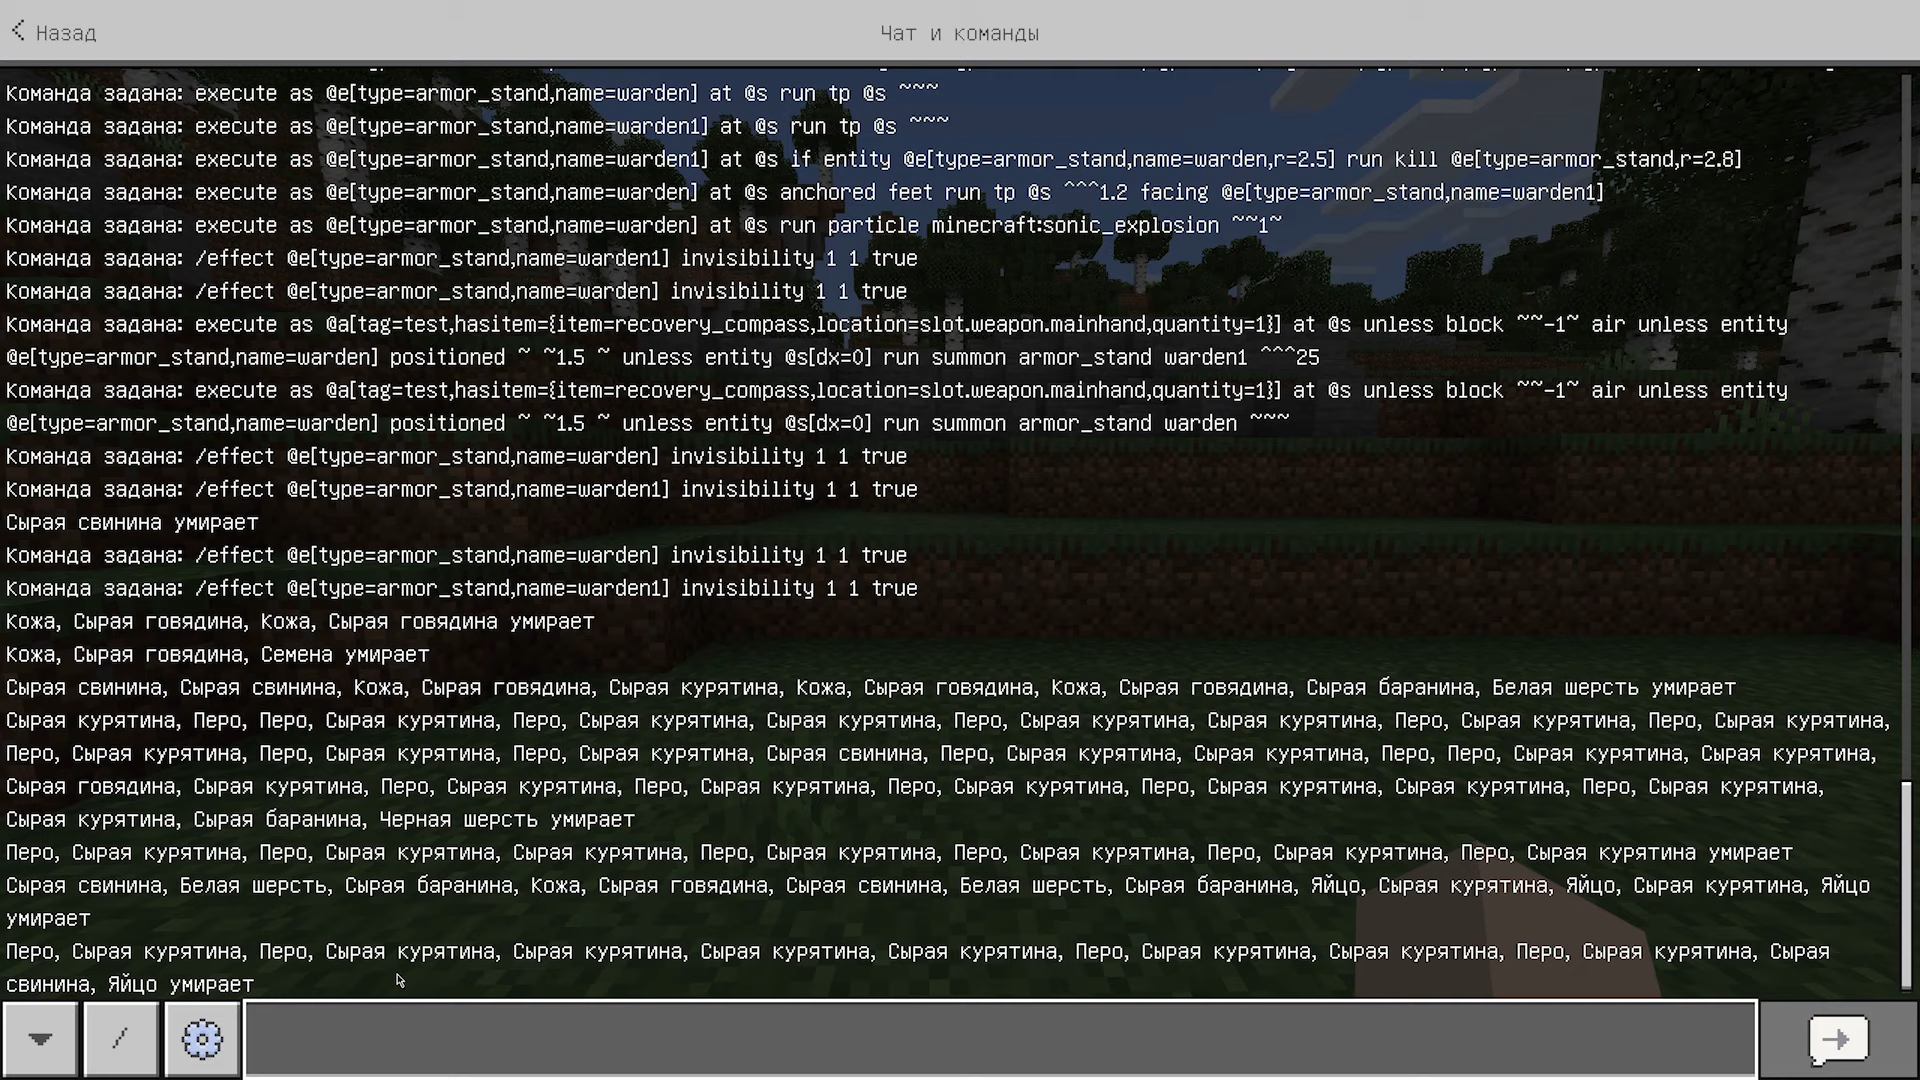 Назад
Чат и команды
Команда задана: execute as @e[type=armor_stand,name=warden] at @s run tp @s ~~~
Команда задана: execute as @e[type=armor_stand,name=warden1] at @s run tp @s ~~~
Команда задана: execute as @e[type=armor_stand,name=warden1] at @s if entity @e[type=armor_stand,name=warden,r=2.5] run kill @e[type=armor_stand,r=2.8]
Команда задана: execute as @e[type=armor_stand,name=warden] at @s anchored feet run tp @s ^^^1.2 facing @e[type=armor_stand,name=warden1]
Команда задана: execute as @e[type=armor_stand,name=warden] at @s run particle minecraft:sonic_explosion ~~1~
Команда задана: /effect @e[type=armor_stand,name=warden1] invisibility 1 1 true
Команда задана: /effect @e[type=armor_stand,name=warden] invisibility 1 1 true
Команда задана: execute as @a[tag=test,hasitem={item=recovery_compass,location=slot.weapon.mainhand,quantity=1}] at @s unless block ~~-1~ air unless entity
@e[type=armor_stand,name=warden] positioned ~ ~1.5 ~ unless entity @s[dx=0] run summon armor_stand warden1 ^^^25
Команда задана: execute as @a[tag=test,hasitem={item=recovery_compass,location=slot.weapon.mainhand,quantity=1}] at @s unless block ~~-1~ air unless entity
@e[type=armor_stand,name=warden] positioned ~ ~1.5 ~ unless entity @s[dx=0] run summon armor_stand warden ~~~
Команда задана: /effect @e[type=armor_stand,name=warden] invisibility 1 1 true
Команда задана: /effect @e[type=armor_stand,name=warden1] invisibility 1 1 true
Сырая свинина умирает
Команда задана: /effect @e[type=armor_stand,name=warden] invisibility 1 1 true
Команда задана: /effect @e[type=armor_stand,name=warden1] invisibility 1 1 true
Кожа, Сырая говядина, Кожа, Сырая говядина умирает
Кожа, Сырая говядина, Семена умирает
Сырая свинина, Сырая свинина, Кожа, Сырая говядина, Сырая курятина, Кожа, Сырая говядина, Кожа, Сырая говядина, Сырая баранина, Белая шерсть умирает
Сырая курятина, Перо, Перо, Сырая курятина, Перо, Сырая курятина, Сырая курятина, Перо, Сырая курятина, Сырая курятина, Перо, Сырая курятина, Перо, Сырая курятина,
Перо, Сырая курятина, Перо, Сырая курятина, Перо, Сырая курятина, Сырая свинина, Перо, Сырая курятина, Сырая курятина, Перо, Перо, Сырая курятина, Сырая курятина,
Сырая говядина, Сырая курятина, Перо, Сырая курятина, Перо, Сырая курятина, Перо, Сырая курятина, Перо, Сырая курятина, Сырая курятина, Перо, Сырая курятина,
Сырая курятина, Сырая баранина, Черная шерсть умирает
Перо, Сырая курятина, Перо, Сырая курятина, Сырая курятина, Перо, Сырая курятина, Перо, Сырая курятина, Перо, Сырая курятина, Перо, Сырая курятина умирает
Сырая свинина, Белая шерсть, Сырая баранина, Кожа, Сырая говядина, Сырая свинина, Белая шерсть, Сырая баранина, Яйцо, Сырая курятина, Яйцо, Сырая курятина, Яйцо
умирает
Перо, Сырая курятина, Перо, Сырая курятина, Сырая курятина, Сырая курятина, Сырая курятина, Перо, Сырая курятина, Сырая курятина, Перо, Сырая курятина, Сырая
свинина, Яйцо умирает
/